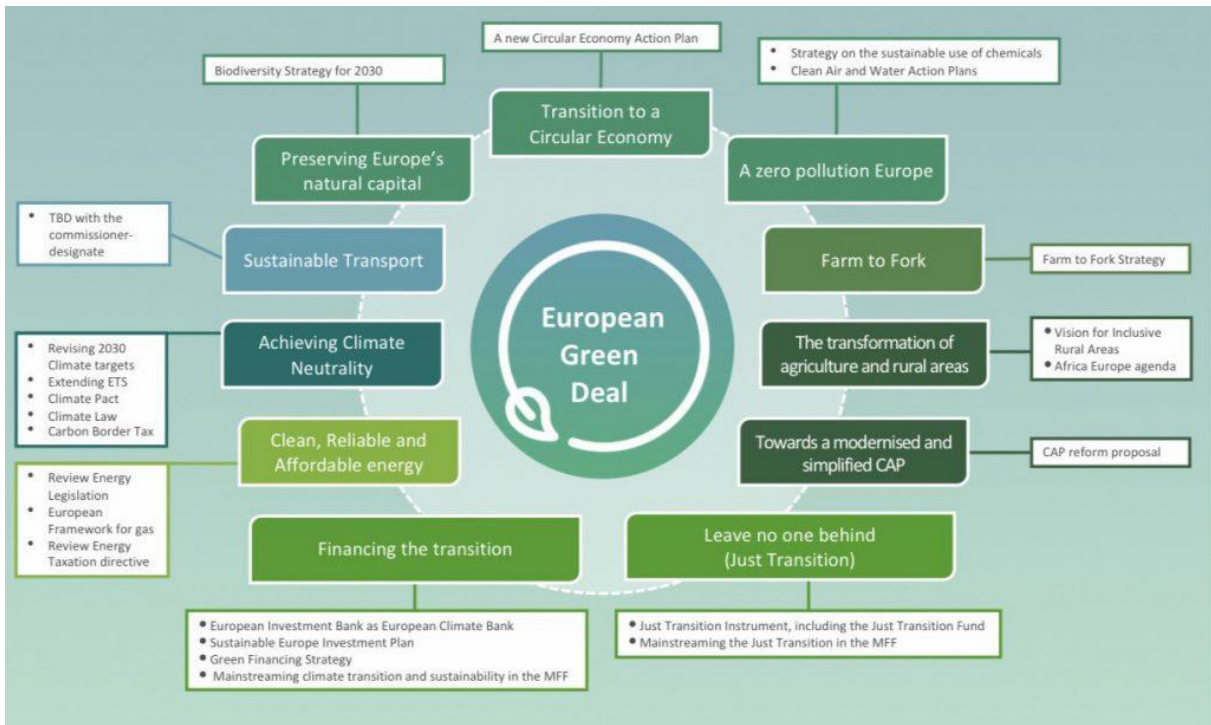 A new Circular Economy Action Plan
Transition to a
Circular Economy
Biodiversity Strategy for 2030
Preserving Europe's
natural capital
• Strategy on the sustainable use of chemicals
• Clean Air and Water Action Plans
A zero pollution Europe
• TBD with the
commissioner-
designate
Sustainable Transport
Farm to Fork
Farm to Fork Strategy
European
Green
Deal
• Revising 2030
Climate targets
• Extending ETS
• Climate Pact
• Climate Law
• Carbon Border Tax
Achieving Climate
Neutrality
The transformation of
agriculture and rural areas
• Vision for Inclusive
Rural Areas
• Africa Europe agenda
• Review Energy
Legislation
• European
Framework for gas
• Review Energy
Taxation directive
Clean, Reliable and
Affordable energy
Towards a modernised and
simplified CAP
CAP reform proposal
Financing the transition
• European Investment Bank as European Climate Bank
• Sustainable Europe Investment Plan
• Green Financing Strategy
• Mainstreaming climate transition and sustainability in the MFF
Leave no one behind
(Just Transition)
• Just Transition Instrument, including the Just Transition Fund
• Mainstreaming the Just Transition in the MFF